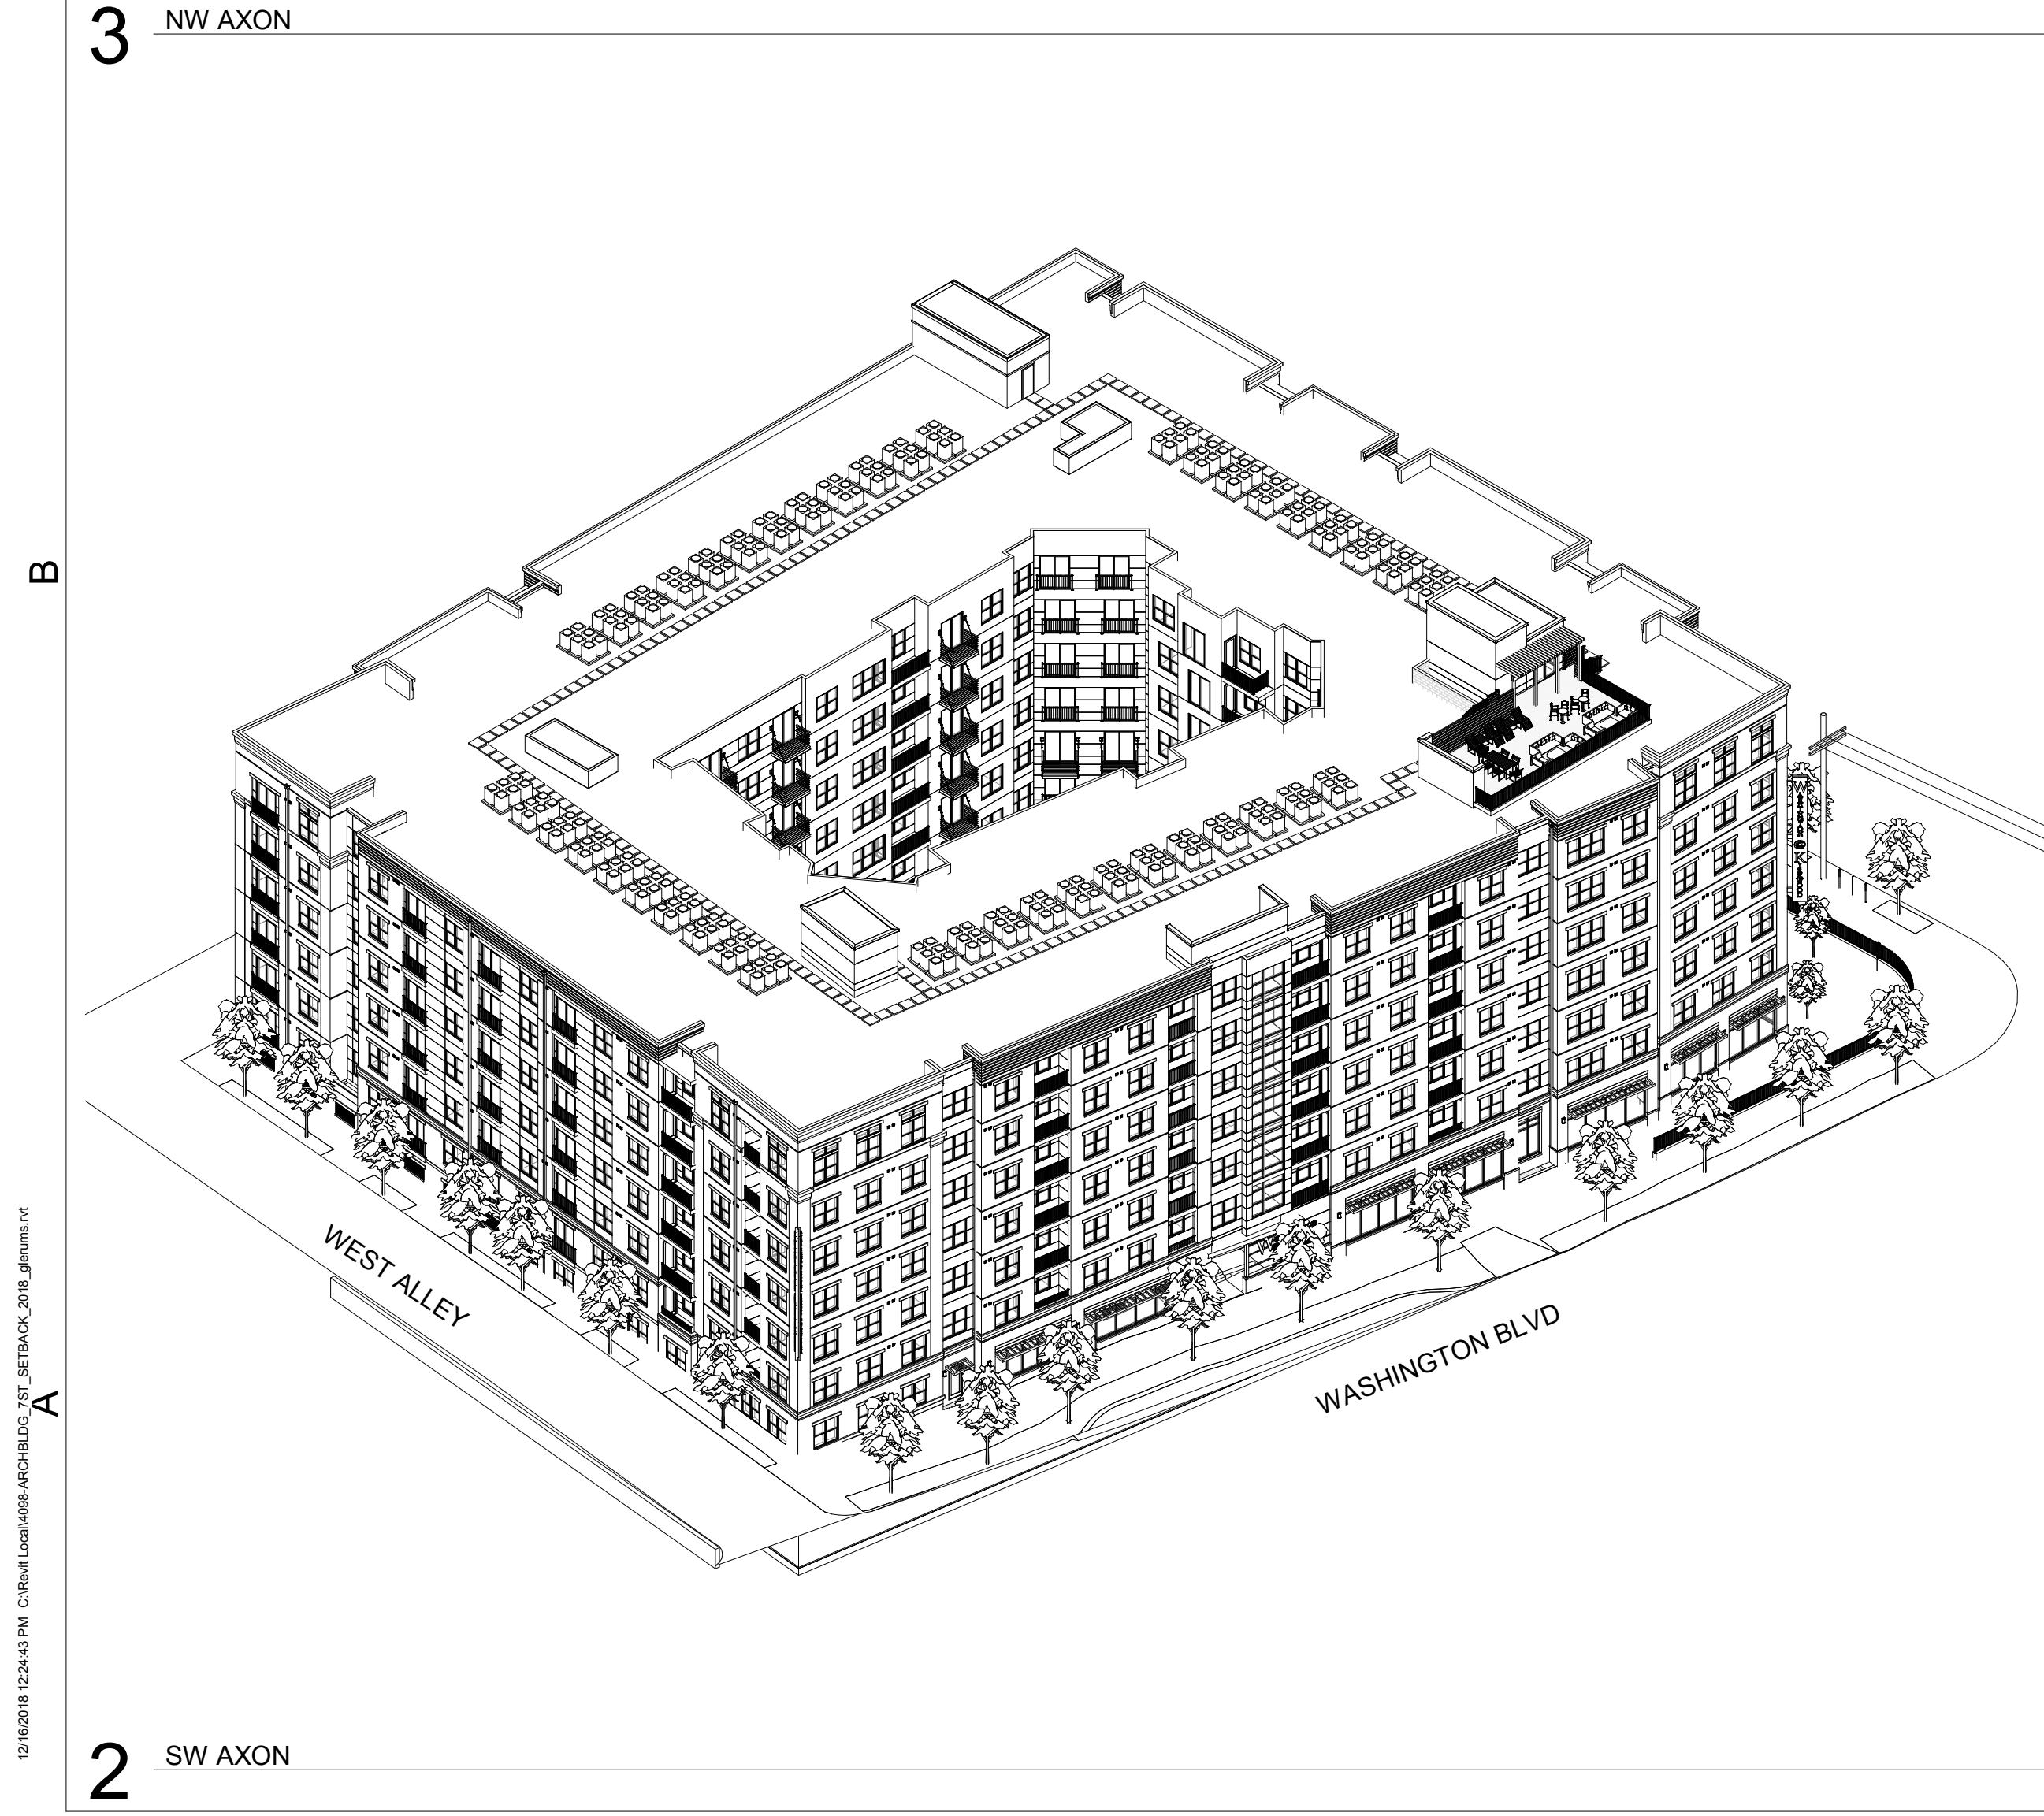 3 NW AXON
B
WEST ALLEY
WASHINGTON BLVD
A
12/16/2018 12:24:43 PM C:\Revit Local\4098-ARCHBLDG_7ST_SETBACK_2018_glerums.rvt
2 SW AXON